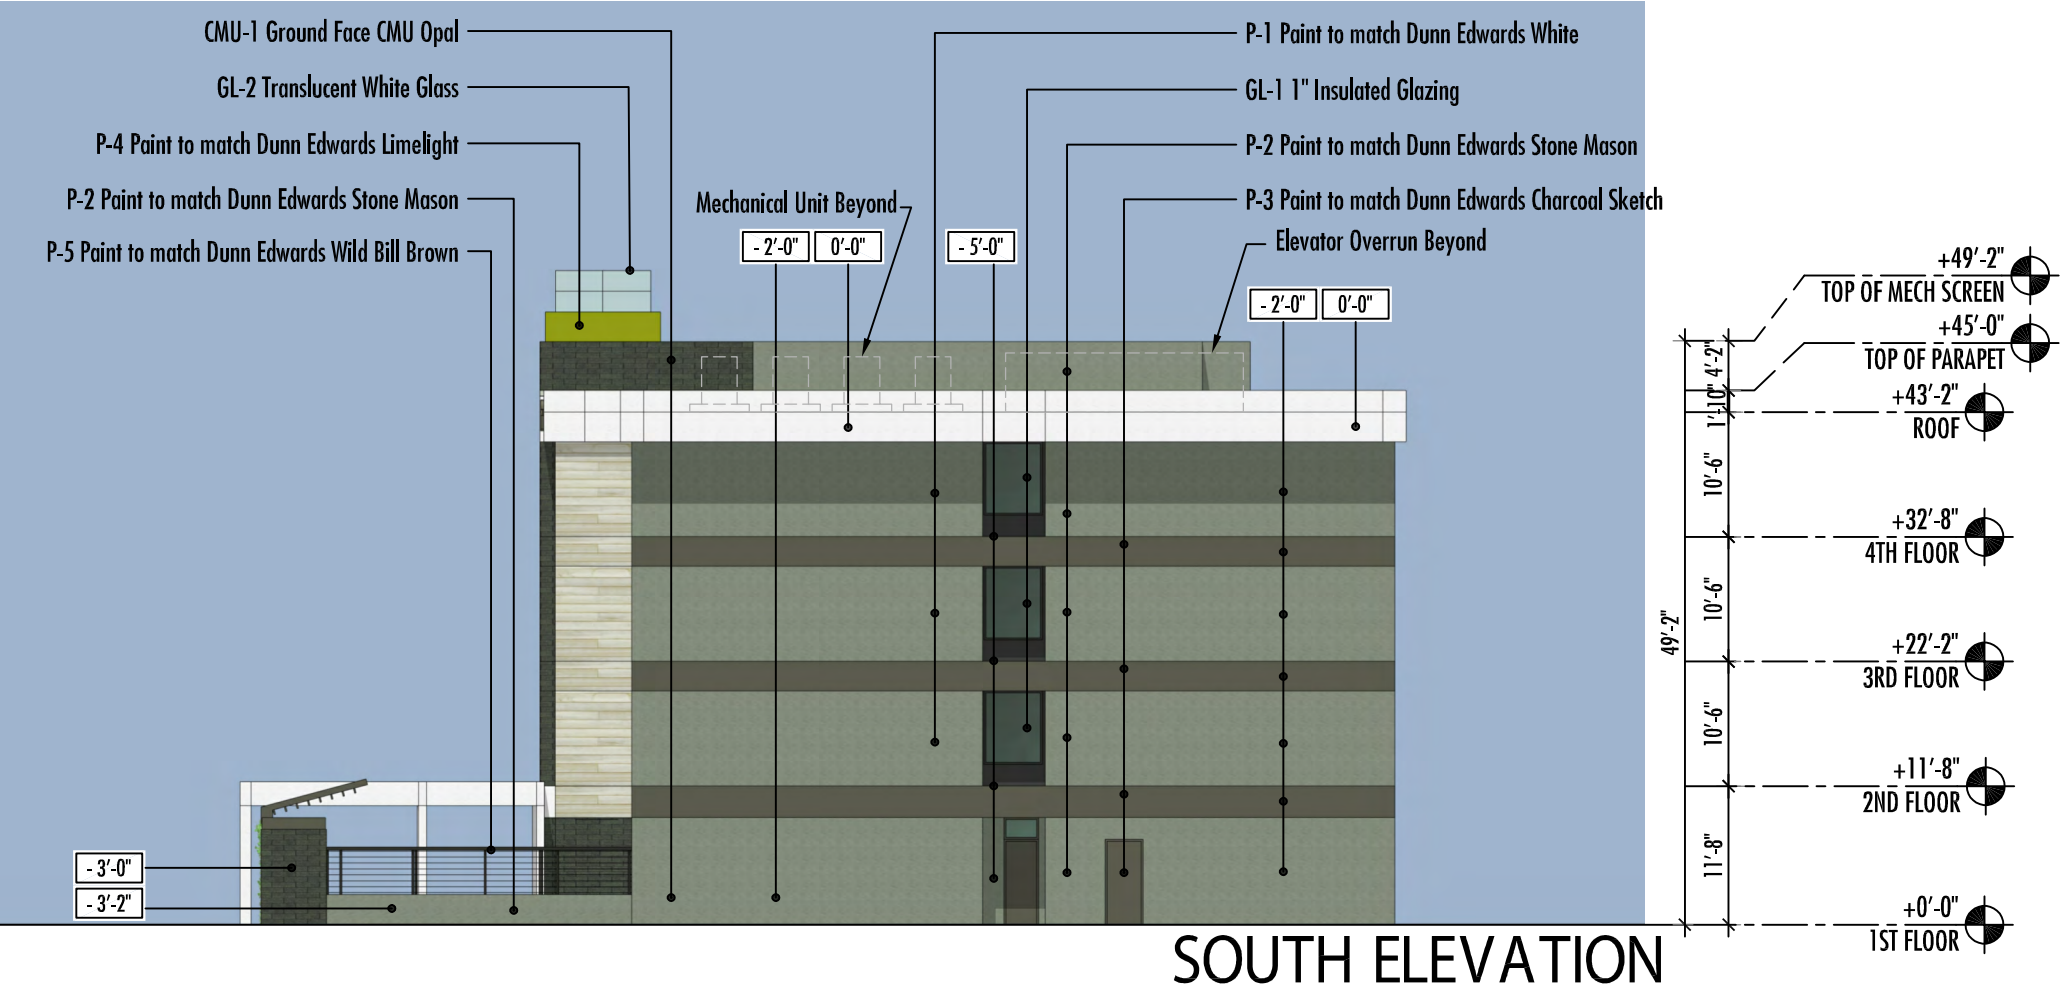 CMU-1 Ground Face CMU Opal
GL-2 Translucent White Glass
P-4 Paint to match Dunn Edwards Limelight
P-2 Paint to match Dunn Edwards Stone Mason
P-5 Paint to match Dunn Edwards Wild Bill Brown
Mechanical Unit Beyond
- 2'-0"
0'-0"
- 5'-0"
P-1 Paint to match Dunn Edwards White
GL-1 1" Insulated Glazing
P-2 Paint to match Dunn Edwards Stone Mason
P-3 Paint to match Dunn Edwards Charcoal Sketch
Elevator Overrun Beyond
- 2'-0"
0'-0"
- 3'-0"
- 3'-2"
49'-2"
4'-2"
1'-10"
10'-6"
10'-6"
10'-6"
11'-8"
+49'-2"
TOP OF MECH SCREEN
+45'-0"
TOP OF PARAPET
+43'-2"
ROOF
+32'-8"
4TH FLOOR
+22'-2"
3RD FLOOR
+11'-8"
2ND FLOOR
+0'-0"
1ST FLOOR
SOUTH ELEVATION